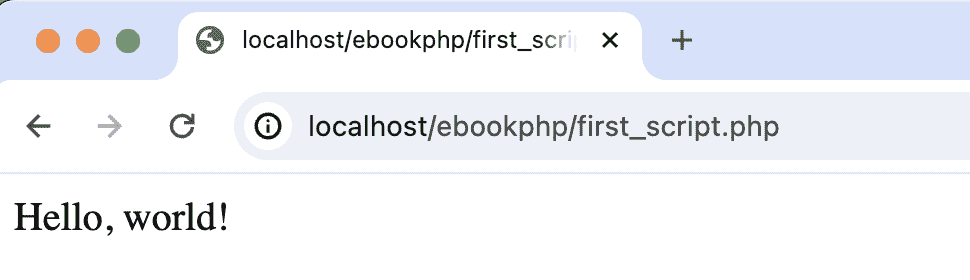 localhost/ebookphp/first_scri
localhost/ebookphp/first_script.php
Hello, world!